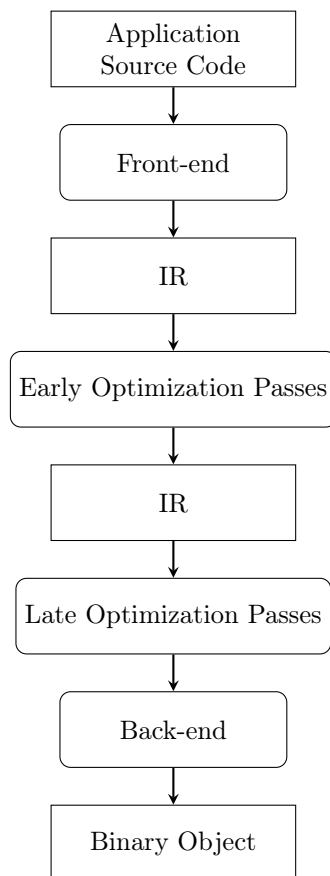 Application
Source Code
Front-end
IR
Early Optimization Passes
IR
Late Optimization Passes
Back-end
Binary Object